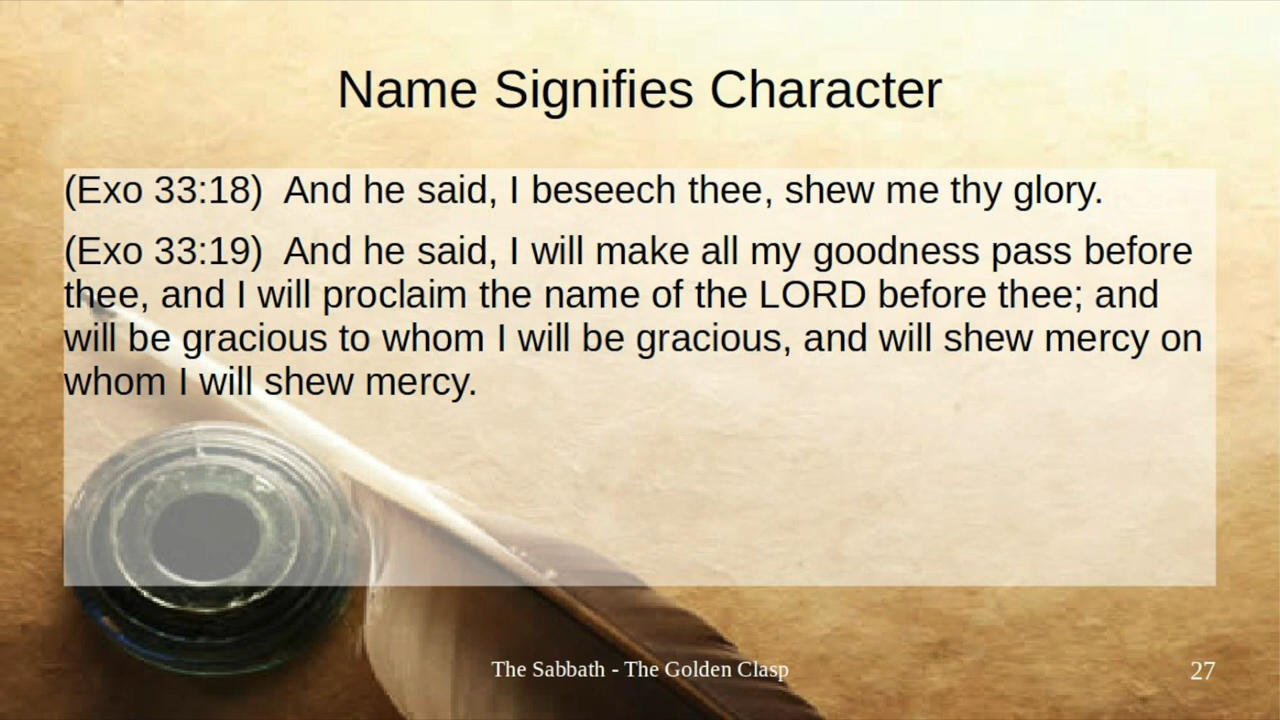 Name Signifies Character
(Exo 33:18)  And he said, I beseech thee, shew me thy glory.
(Exo 33:19)  And he said, I will make all my goodness pass before
thee, and I will proclaim the name of the LORD before thee; and
will be gracious to whom I will be gracious, and will shew mercy on
whom I will shew mercy.
The Sabbath - The Golden Clasp
27